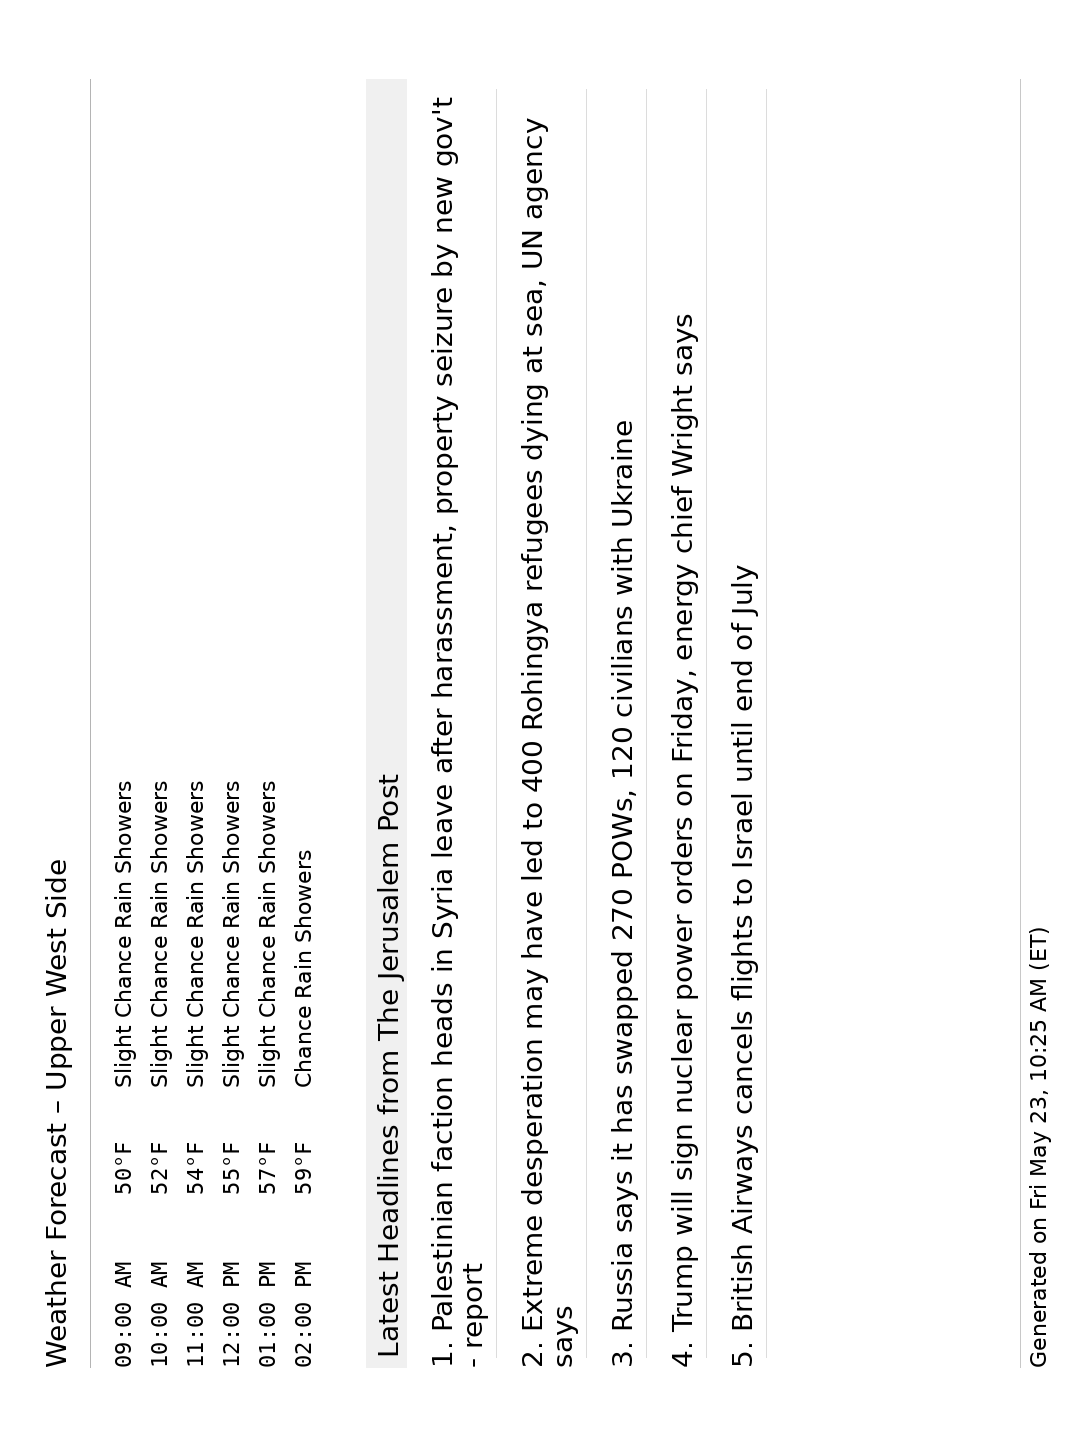 Weather Forecast – Upper West Side
09:00 AM 50°F Slight Chance Rain Showers
10:00 AM 52°F Slight Chance Rain Showers
11:00 AM 54°F Slight Chance Rain Showers
12:00 PM 55°F Slight Chance Rain Showers
01:00 PM 57°F Slight Chance Rain Showers
02:00 PM 59°F Chance Rain Showers
Latest Headlines from The Jerusalem Post
1. Palestinian faction heads in Syria leave after harassment, property seizure by new gov't
- report
2. Extreme desperation may have led to 400 Rohingya refugees dying at sea, UN agency
says
3. Russia says it has swapped 270 POWs, 120 civilians with Ukraine
4. Trump will sign nuclear power orders on Friday, energy chief Wright says
5. British Airways cancels flights to Israel until end of July
Generated on Fri May 23, 10:25 AM (ET)